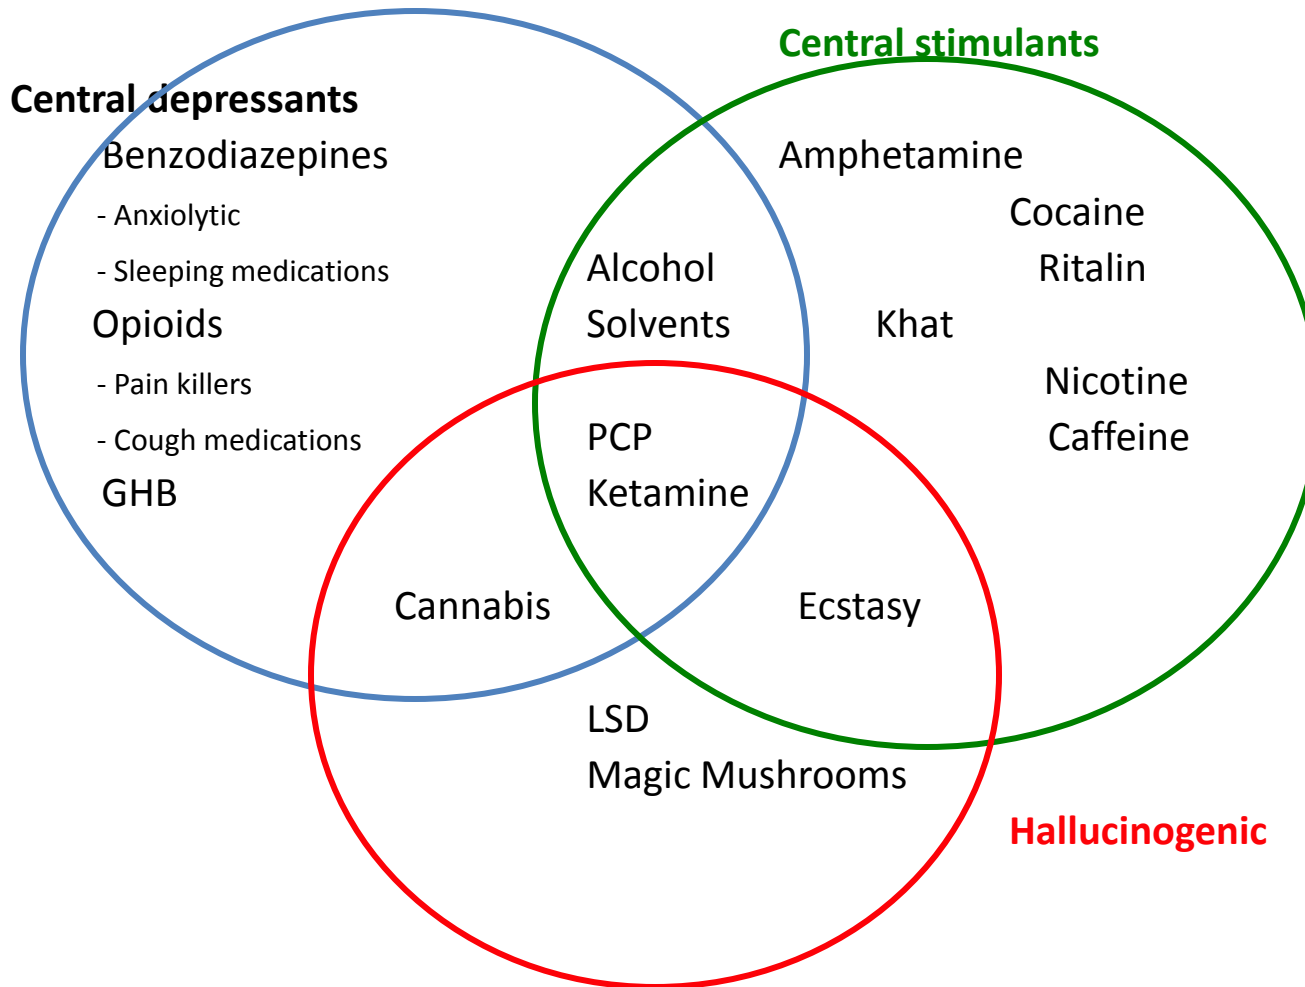 Central stimulants
Central depressants
Benzodiazepines
Amphetamine
- Anxiolytic
Cocaine
- Sleeping medications
Alcohol
Ritalin
Opioids
Solvents
Khat
- Pain killers
Nicotine
- Cough medications
PCP
Caffeine
GHB
Ketamine
Cannabis
Ecstasy
LSD
Magic Mushrooms
Hallucinogenic